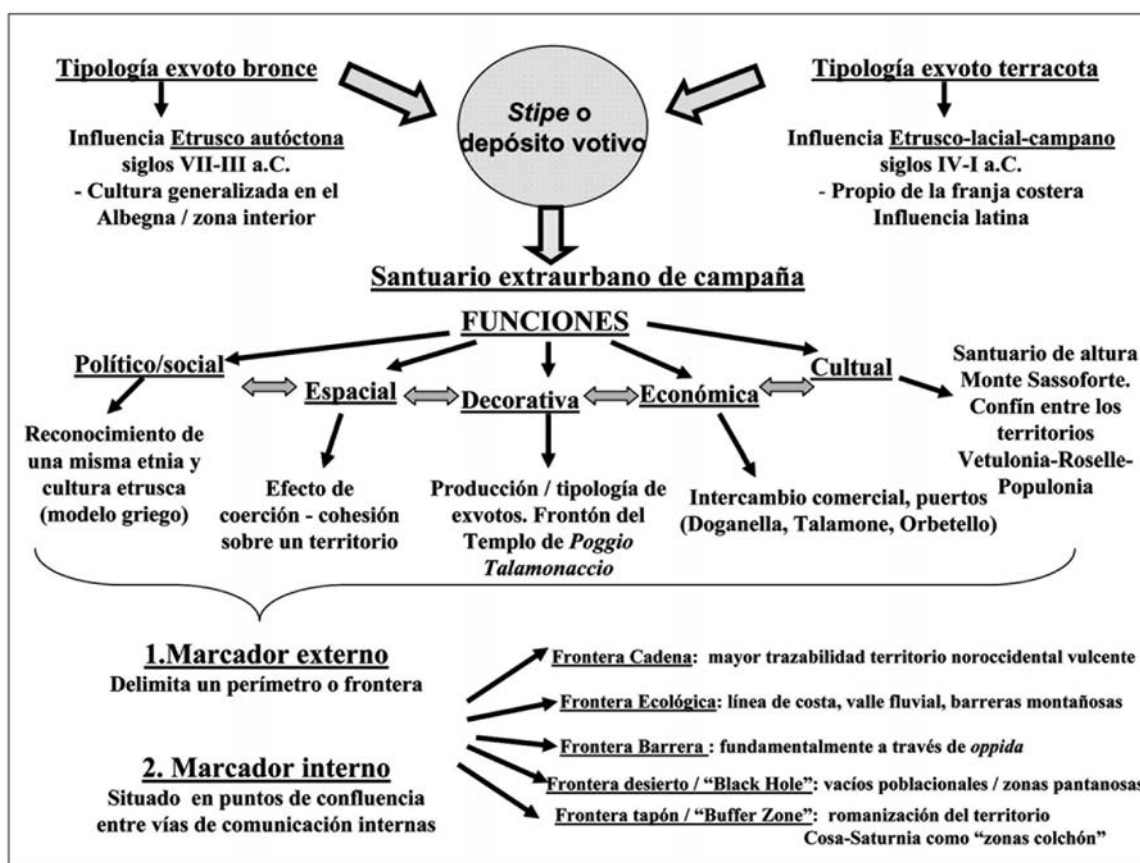 Tipología exvoto bronce
Influencia Etrusco autóctona
siglos VII-III a.C.
- Cultura generalizada en el
Albegna / zona interior
Stipe o
depósito votivo
Tipología exvoto terracota
Influencia Etrusco-lacial-campano
siglos IV-I a.C.
- Propio de la franja costera
Influencia latina
Santuario extraurbano de campaña
FUNCIONES
Político/social
Espacial
Decorativa
Económica
Cultual
Reconocimiento de
una misma etnia y
cultura etrusca
(modelo griego)
Efecto de
coerción - cohesión
sobre un territorio
Producción / tipología de
exvotos. Frontón del
Templo de Poggio
Talamonaccio
Intercambio comercial, puertos
(Doganella, Talamone, Orbetello)
Santuario de altura
Monte Sassoforte.
Confín entre los
territorios
Vetulonia-Roselle-
Populonia
1.Marcador externo
Delimita un perímetro o frontera
2. Marcador interno
Situado en puntos de confluencia
entre vías de comunicación internas
Frontera Cadena: mayor trazabilidad territorio noroccidental vulcente
Frontera Ecológica: línea de costa, valle fluvial, barreras montañosas
Frontera Barrera : fundamentalmente a través de oppida
Frontera desierto / “Black Hole”: vacíos poblacionales / zonas pantanosas
Frontera tapón / “Buffer Zone”: romanización del territorio
Cosa-Saturnia como “zonas colchón”